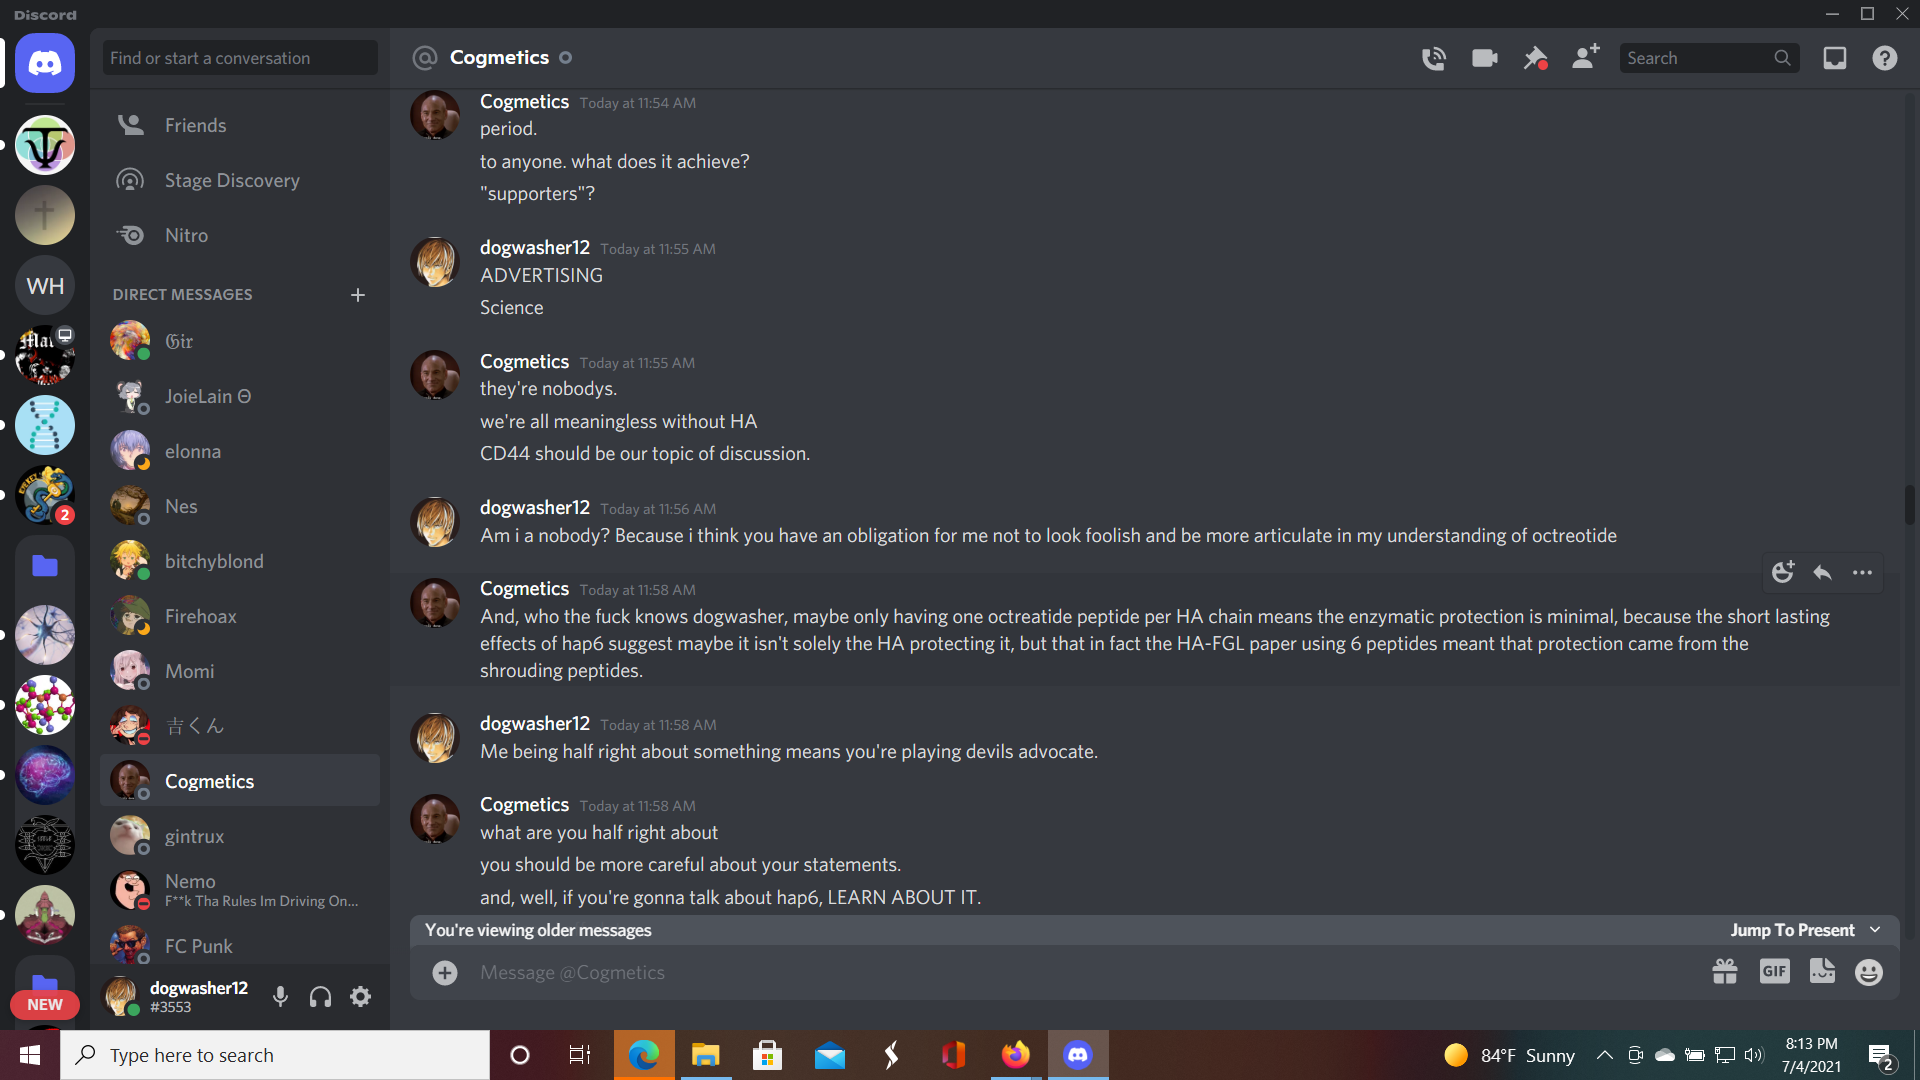 Discord
Find or start a conversation
Cogmetics
Search
Friends
Stage Discovery
Nitro
DIRECT MESSAGES
WH
𝔊𝔦𝔯
JoieLain Θ
elonna
Nes
bitchyblond
Firehoax
Momi
吉くん
Cogmetics
gintrux
Nemo
F**k Tha Rules Im Driving On...
FC Punk
2
NEW
dogwasher12
#3553
Cogmetics Today at 11:54 AM
period.
to anyone. what does it achieve?
"supporters"?
dogwasher12 Today at 11:55 AM
ADVERTISING
Science
Cogmetics Today at 11:55 AM
they're nobodys.
we're all meaningless without HA
CD44 should be our topic of discussion.
dogwasher12 Today at 11:56 AM
Am i a nobody? Because i think you have an obligation for me not to look foolish and be more articulate in my understanding of octreotide
Cogmetics Today at 11:58 AM
And, who the fuck knows dogwasher, maybe only having one octreatide peptide per HA chain means the enzymatic protection is minimal, because the short lasting
effects of hap6 suggest maybe it isn't solely the HA protecting it, but that in fact the HA-FGL paper using 6 peptides meant that protection came from the
shrouding peptides.
dogwasher12 Today at 11:58 AM
Me being half right about something means you're playing devils advocate.
Cogmetics Today at 11:58 AM
what are you half right about
you should be more careful about your statements.
and, well, if you're gonna talk about hap6, LEARN ABOUT IT.
You're viewing older messages
Jump To Present
Message @Cogmetics
GIF
Type here to search
84°F Sunny
8:13 PM
7/4/2021
2